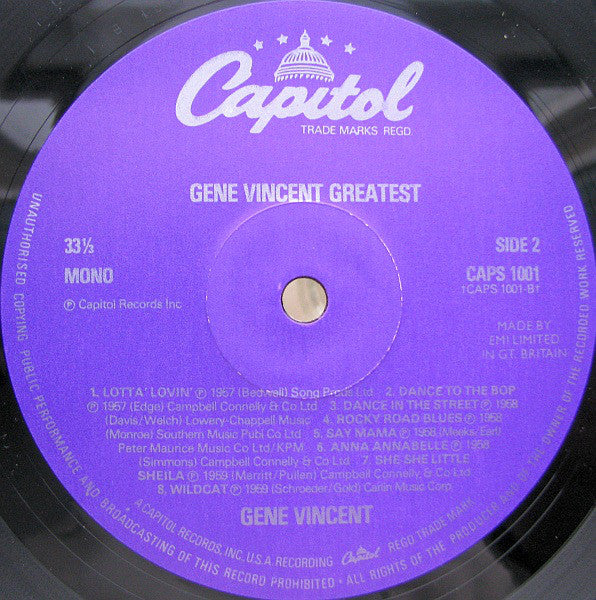 Capitol
TRADE MARKS REGD
GENE VINCENT GREATEST
33⅓
MONO
Ⓟ Capitol Records Inc
SIDE 2
CAPS 1001
†CAPS 1001-B†
MADE BY
EMI LIMITED
IN GT. BRITAIN
1. LOTTA' LOVIN' Ⓟ 1957 (Bedwell) Song Prods Ltd 2. DANCE TO THE BOP
Ⓟ 1957 (Edge) Campbell Connelly & Co Ltd 3. DANCE IN THE STREET Ⓟ 1958
(Davis/Welch) Lowery-Chappell Music 4. ROCKY ROAD BLUES Ⓟ 1958
(Monroe) Southern Music Publ Co Ltd 5. SAY MAMA Ⓟ 1958 (Meeks/Earl)
Peter Maurice Music Co Ltd/KPM 6. ANNA ANNABELLE Ⓟ 1958
(Simmons) Campbell Connelly & Co Ltd 7. SHE SHE LITTLE
SHEILA Ⓟ 1959 (Merritt/Pullen) Campbell Connelly & Co Ltd
8. WILDCAT Ⓟ 1959 (Schroeder/Gold) Carlin Music Corp.
GENE VINCENT
A CAPITOL RECORDS, INC. U.S.A. RECORDING Capitol REGD TRADE MARK
UNAUTHORISED COPYING PUBLIC PERFORMANCE AND BROADCASTING OF THIS RECORD PROHIBITED • ALL RIGHTS OF THE PRODUCER AND OF THE OWNER OF THE RECORDED WORK RESERVED